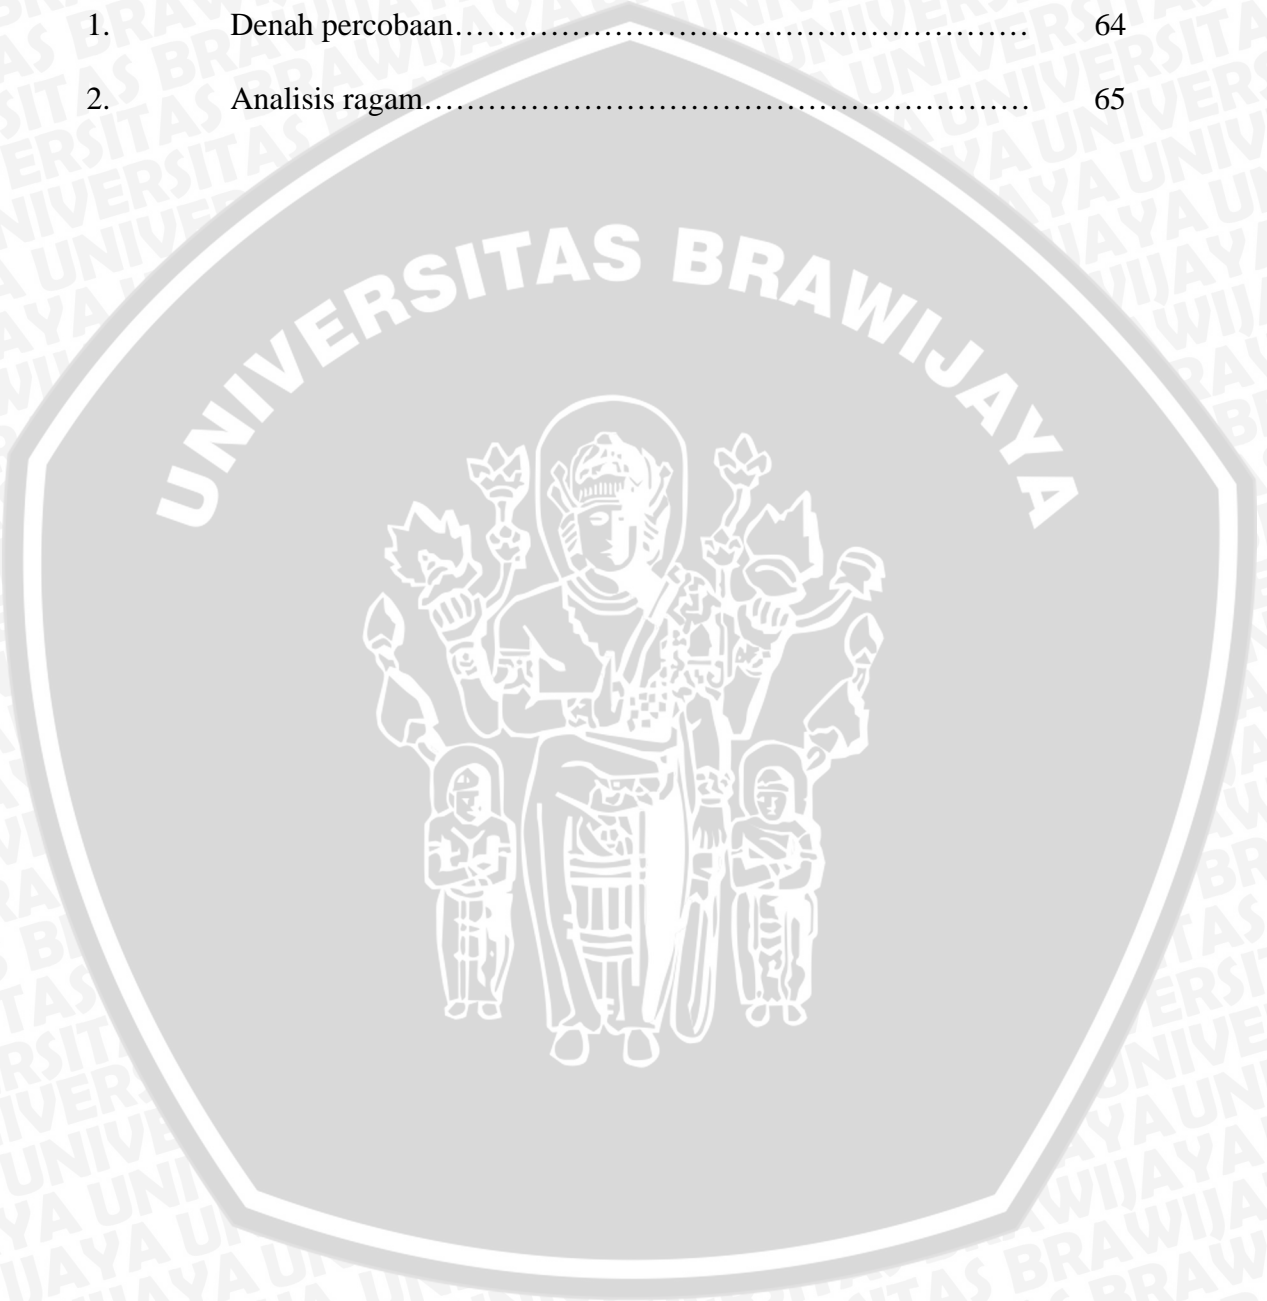 1. Denah percobaan…………………………………………………… 64
2. Analisis ragam……………………………………………………… 65
UNIVERSITAS BRAWIJAYA